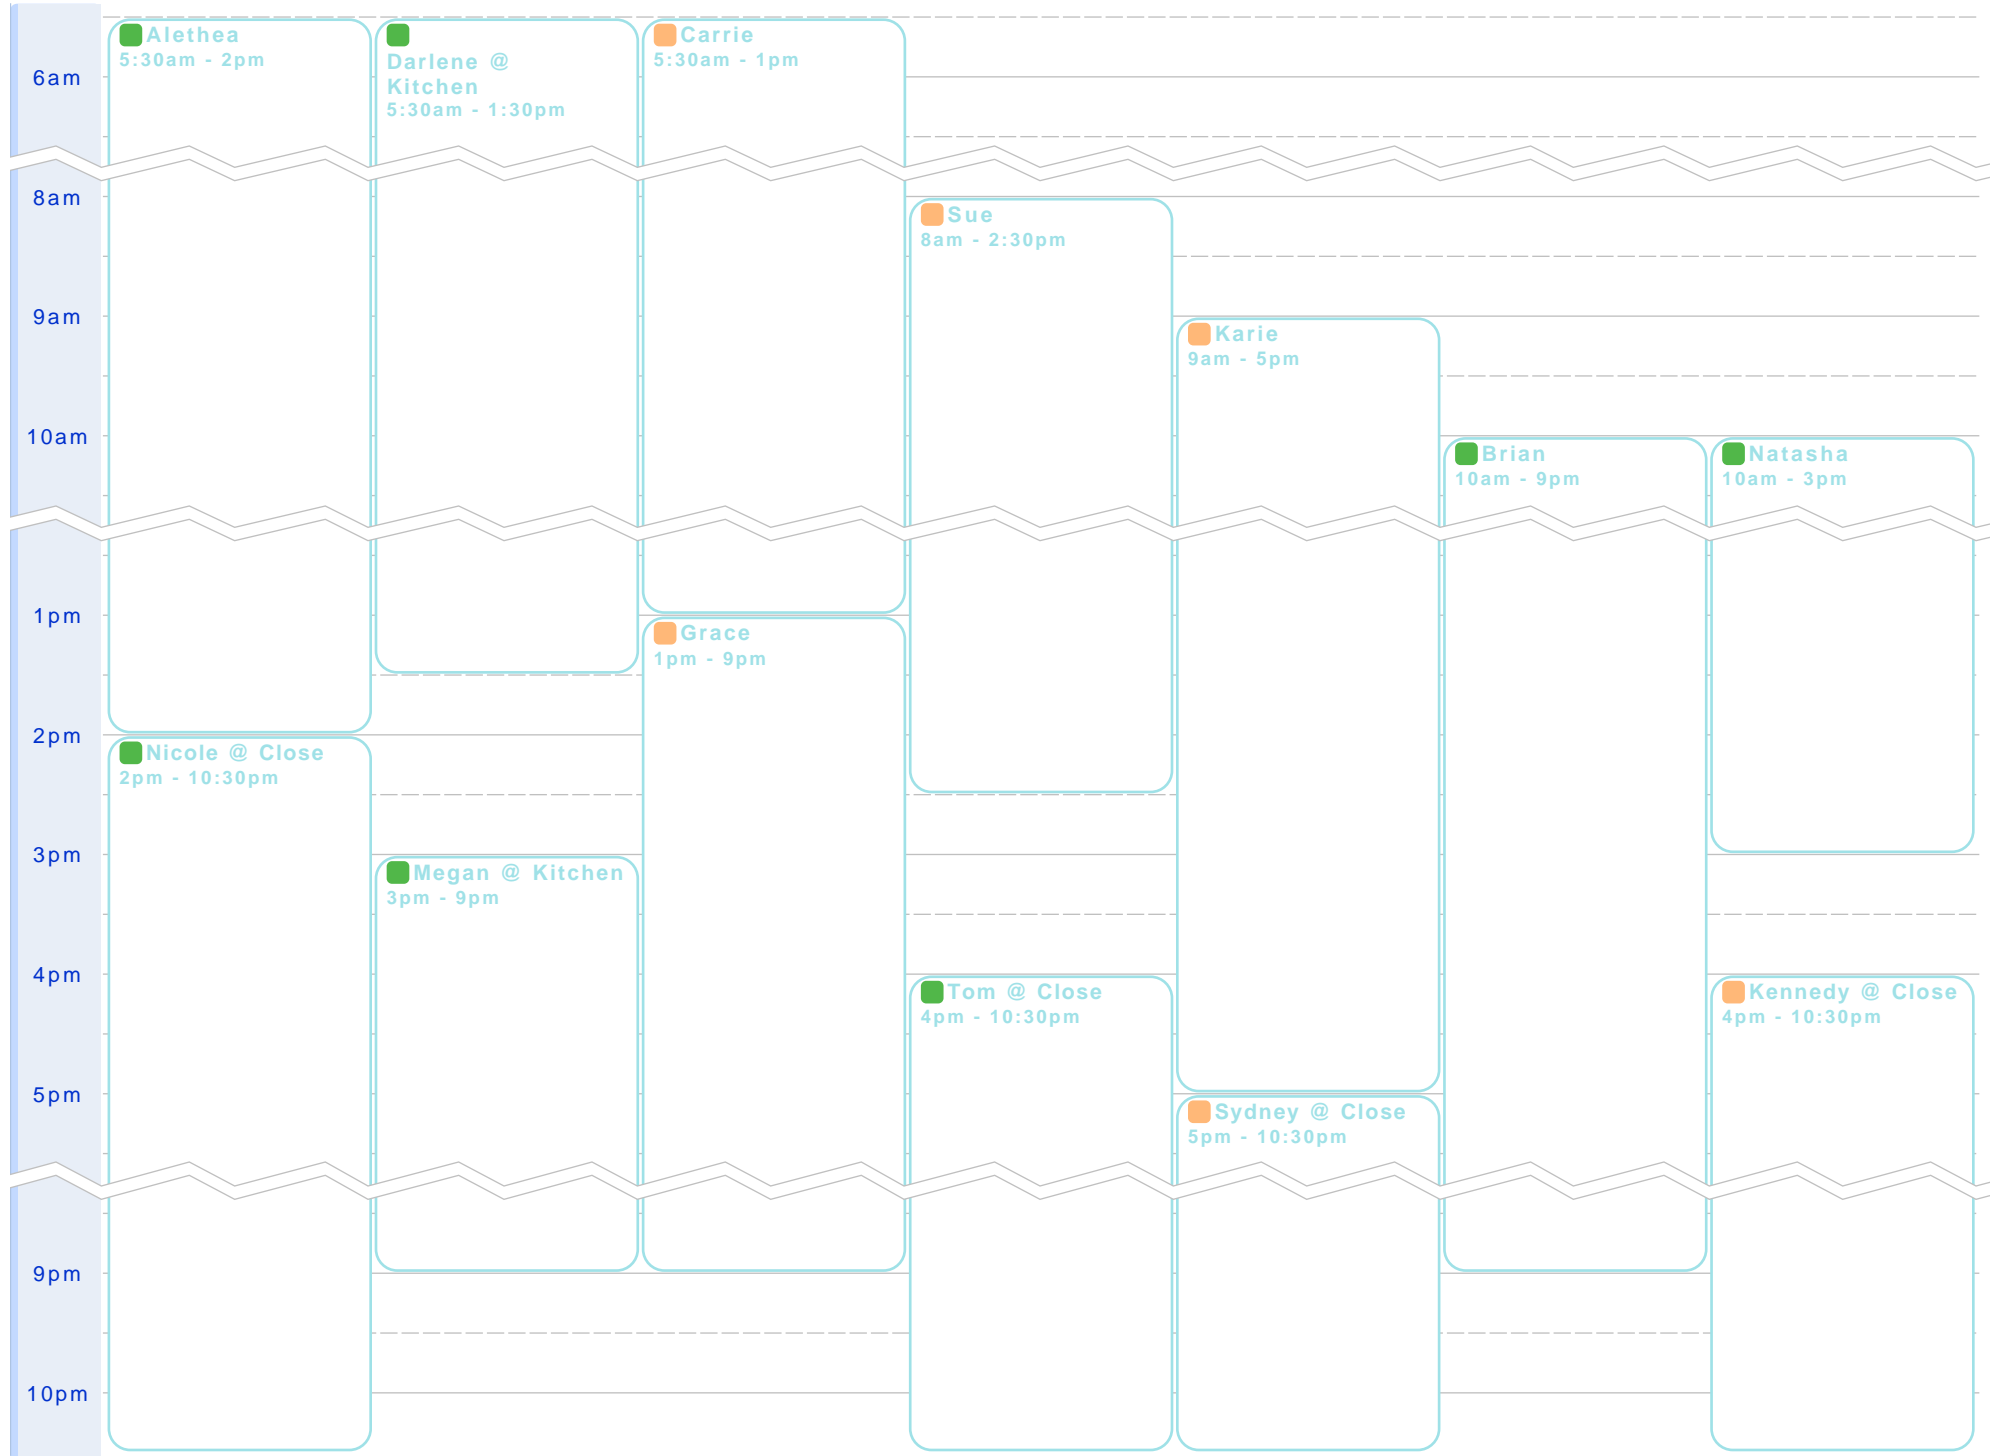 Alethea
5:30am - 2pm
Darlene @
Kitchen
5:30am - 1:30pm
Carrie
5:30am - 1pm
6am
8am
Sue
8am - 2:30pm
9am
Karie
9am - 5pm
10am
Brian
10am - 9pm
Natasha
10am - 3pm
1pm
Grace
1pm - 9pm
2pm
Nicole @ Close
2pm - 10:30pm
3pm
Megan @ Kitchen
3pm - 9pm
4pm
Tom @ Close
4pm - 10:30pm
Kennedy @ Close
4pm - 10:30pm
5pm
Sydney @ Close
5pm - 10:30pm
9pm
10pm